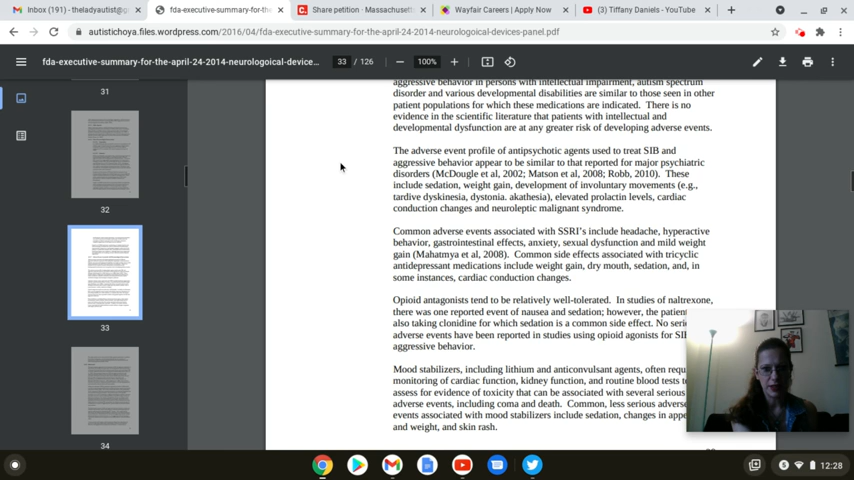 Inbox (191) - theladyautist@g
fda-executive-summary-for-the
Share petition · Massachusett
Wayfair Careers | Apply Now
(3) Tiffany Daniels - YouTube
autistichoya.files.wordpress.com/2016/04/fda-executive-summary-for-the-april-24-2014-neurologoical-devices-panel.pdf
fda-executive-summary-for-the-april-24-2014-neurologoical-device...
33 / 126
100%
31
32
33
34
aggressive behavior in persons with intellectual impairment, autism spectrum
disorder and various developmental disabilities are similar to those seen in other
patient populations for which these medications are indicated. There is no
evidence in the scientific literature that patients with intellectual and
developmental dysfunction are at any greater risk of developing adverse events.
The adverse event profile of antipsychotic agents used to treat SIB and
aggressive behavior appear to be similar to that reported for major psychiatric
disorders (McDougle et al, 2002; Matson et al, 2008; Robb, 2010). These
include sedation, weight gain, development of involuntary movements (e.g.,
tardive dyskinesia, dystonia. akathesia), elevated prolactin levels, cardiac
conduction changes and neuroleptic malignant syndrome.
Common adverse events associated with SSRI's include headache, hyperactive
behavior, gastrointestinal effects, anxiety, sexual dysfunction and mild weight
gain (Mahatmya et al, 2008). Common side effects associated with tricyclic
antidepressant medications include weight gain, dry mouth, sedation, and, in
some instances, cardiac conduction changes.
Opioid antagonists tend to be relatively well-tolerated. In studies of naltrexone,
there was one reported event of nausea and sedation; however, the patient
also taking clonidine for which sedation is a common side effect. No seri
adverse events have been reported in studies using opioid agonists for SI
aggressive behavior.
Mood stabilizers, including lithium and anticonvulsant agents, often requ
monitoring of cardiac function, kidney function, and routine blood tests t
assess for evidence of toxicity that can be associated with several serious
adverse events, including coma and death. Common, less serious adverse
events associated with mood stabilizers include sedation, changes in appe
and weight, and skin rash.
12:28